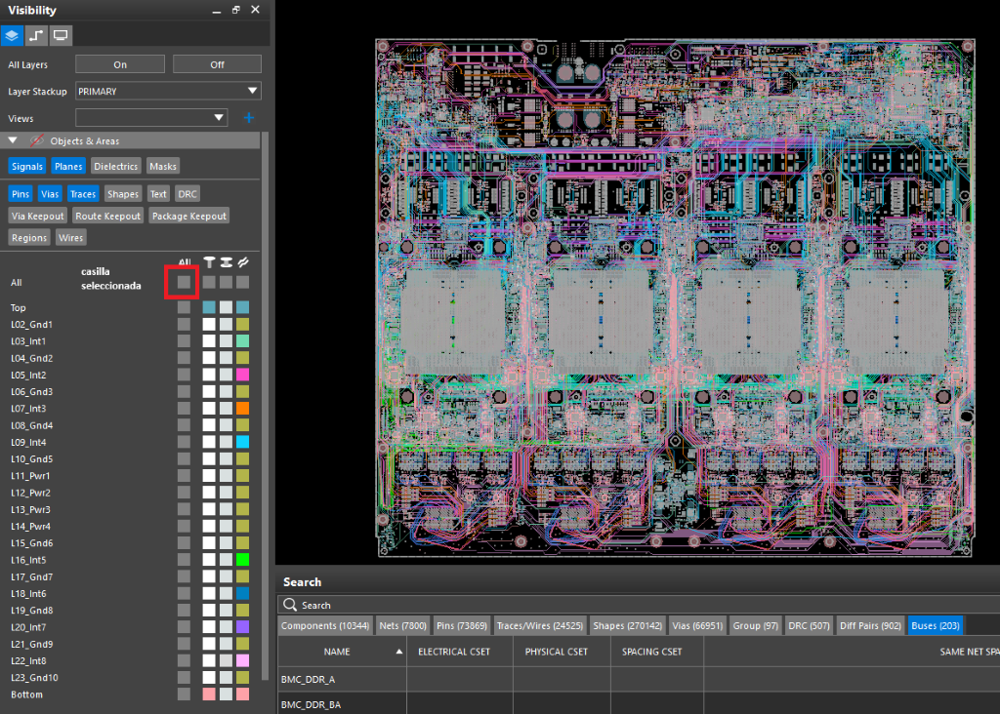 Visibility
All Layers On Off
Layer Stackup PRIMARY
Views
Objects & Areas
Signals Planes Dielectrics Masks
Pins Vias Traces Shapes Text DRC
Via Keepout Route Keepout Package Keepout
Regions Wires
All
casilla
seleccionada
All
Top
L02_Gnd1
L03_Int1
L04_Gnd2
L05_Int2
L06_Gnd3
L07_Int3
L08_Gnd4
L09_Int4
L10_Gnd5
L11_Pwr1
L12_Pwr2
L13_Pwr3
L14_Pwr4
L15_Gnd6
L16_Int5
L17_Gnd7
L18_Int6
L19_Gnd8
L20_Int7
L21_Gnd9
L22_Int8
L23_Gnd10
Bottom
Search
Search
Components (10344) Nets (7800) Pins (73869) Traces/Wires (24525) Shapes (270142) Vias (66951) Group (97) DRC (507) Diff Pairs (902) Buses (203)
NAME ELECTRICAL CSET PHYSICAL CSET SPACING CSET SAME NET SPA
BMC_DDR_A
BMC_DDR_BA